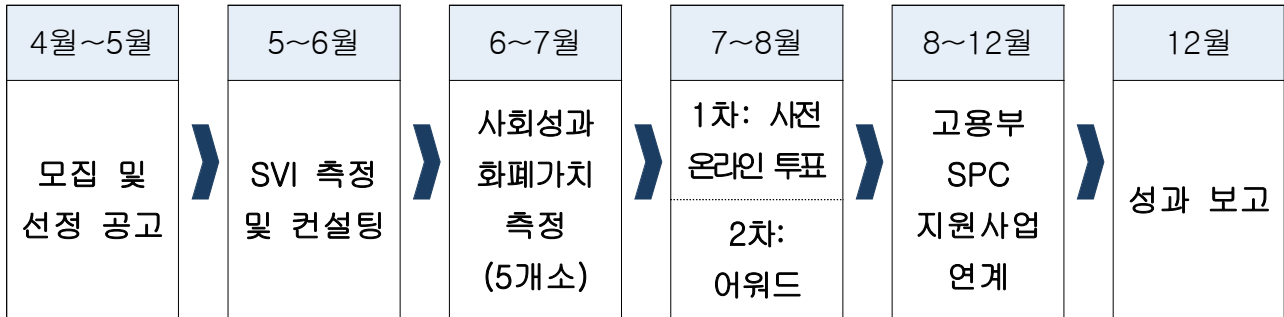 4월~5월
모집 및
선정 공고
5~6월
SVI 측정
및 컨설팅
6~7월
사회성과
화폐가치
측정
(5개소)
7~8월
1차: 사전
온라인 투표
2차:
어워드
8~12월
고용부
SPC
지원사업
연계
12월
성과 보고